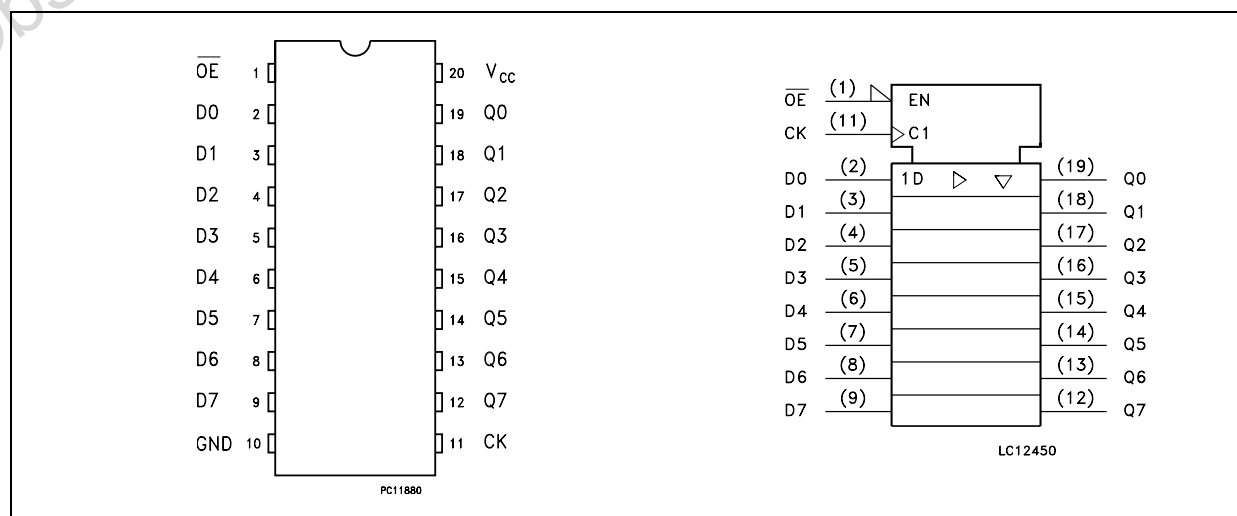 OE 1 20 VCC
D0 2 19 Q0
D1 3 18 Q1
D2 4 17 Q2
D3 5 16 Q3
D4 6 15 Q4
D5 7 14 Q5
D6 8 13 Q6
D7 9 12 Q7
GND 10 11 CK
PC11880
OE (1) EN
CK (11) C1
D0 (2) 1D (19) Q0
D1 (3) (18) Q1
D2 (4) (17) Q2
D3 (5) (16) Q3
D4 (6) (15) Q4
D5 (7) (14) Q5
D6 (8) (13) Q6
D7 (9) (12) Q7
LC12450